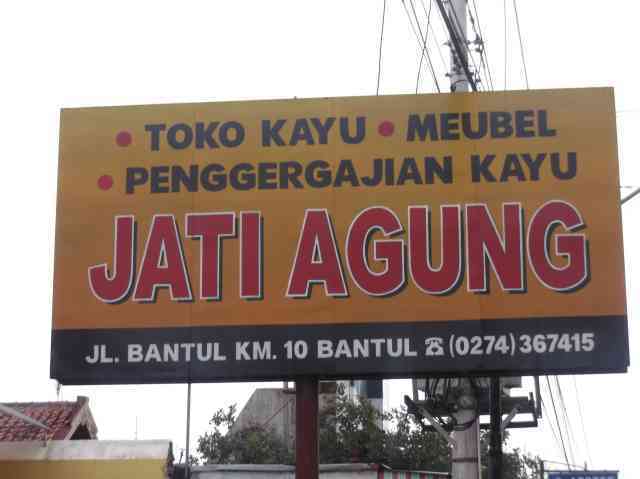 • TOKO KAYU • MEUBEL
• PENGGERGAJIAN KAYU
JATI AGUNG
JL. BANTUL KM. 10 BANTUL ☎ (0274) 367415